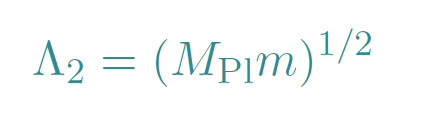 Λ₂ = (M_Pl m)^{1/2}